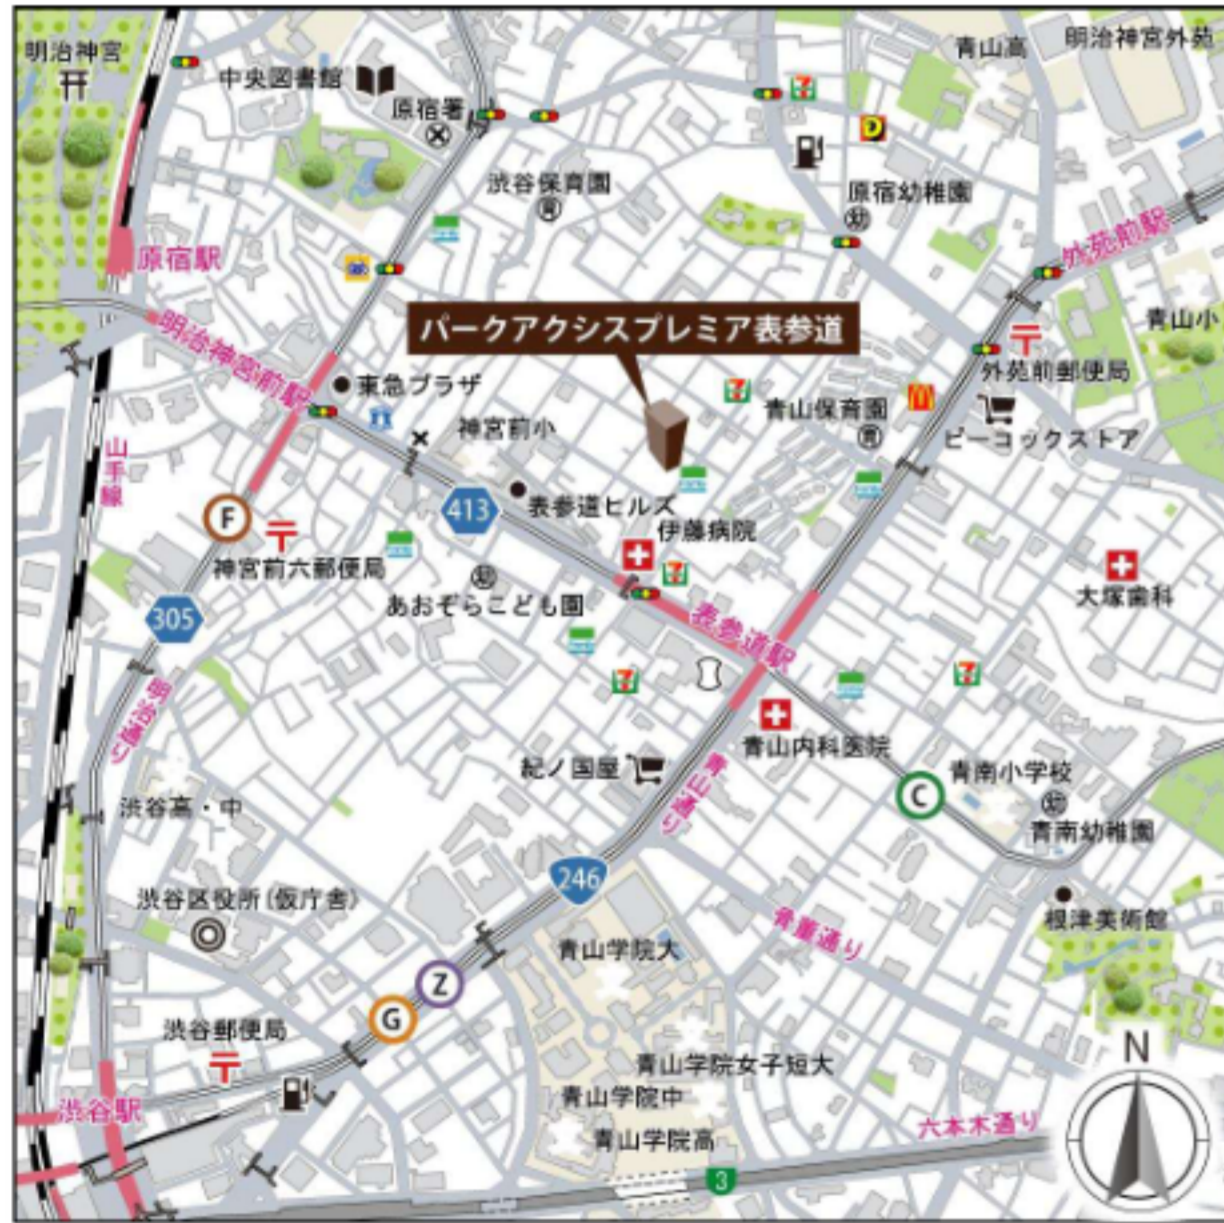 明治神宮
中央図書館
原宿署
青山高
明治神宮外苑
渋谷保育園
原宿幼稚園
原宿駅
外苑前駅
青山小
パークアクシスプレミア表参道
明治神宮前駅
東急プラザ
外苑前郵便局
青山保育園
ピーコックストア
神宮前小
山手線
413
表参道ヒルズ
伊藤病院
F
神宮前六郵便局
大塚歯科
あおぞらこども園
305
表参道駅
明治通り
青山内科医院
紀ノ国屋
青山通り
青南小学校
C
渋谷高・中
青南幼稚園
246
渋谷区役所(仮庁舎)
骨董通り
根津美術館
青山学院大
Z
G
渋谷郵便局
N
青山学院女子短大
青山学院中
渋谷駅
六本木通り
青山学院高
3